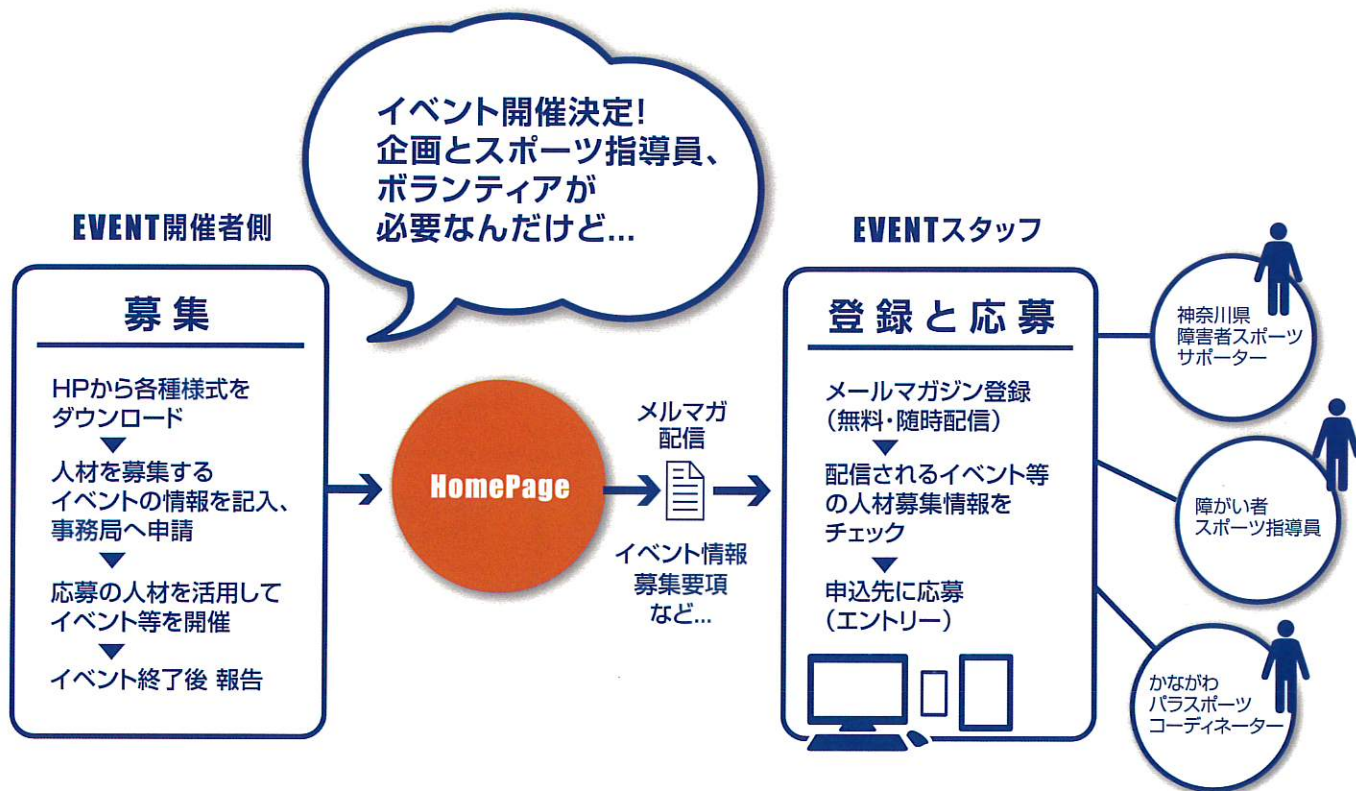 イベント開催決定!
企画とスポーツ指導員、
ボランティアが
必要なんだけど...
EVENT開催者側
募集
HPから各種様式を
ダウンロード
人材を募集する
イベントの情報を記入、
事務局へ申請
応募の人材を活用して
イベント等を開催
イベント終了後 報告
HomePage
メルマガ
配信
イベント情報
募集要項
など...
EVENTスタッフ
登録と応募
メールマガジン登録
(無料・随時配信)
配信されるイベント等
の人材募集情報を
チェック
申込先に応募
(エントリー)
神奈川県
障害者スポーツ
サポーター
障がい者
スポーツ指導員
かながわ
パラスポーツ
コーディネーター